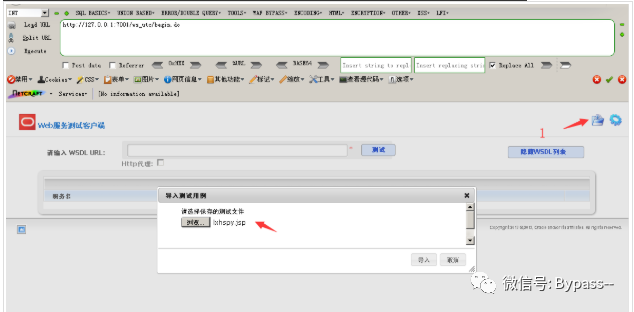 INT SQL BASICS▾ UNION BASED▾ ERROR/DOUBLE QUERY▾ TOOLS▾ WAF BYPASS▾ ENCODING▾ HTML▾ ENCRYPTION▾ OTHER▾ XSS▾ LFI▾
Load URL
http://127.0.0.1:7001/ws_utc/begin.do
Split URL
Execute
Post data Referrer OxHEX %URL BASE64 Insert string to repl Insert replacing strin Replace All
禁用▾ Cookies▾ CSS▾ 表单▾ 图片▾ 网页信息▾ 其他功能▾ 标记▾ 缩放▾ 工具▾ 查看源代码▾ 选项▾
NETCRAFT Services▾ [No information available]
Web服务测试客户端
1
请输入 WSDL URL:
*
测试
隐藏WSDL列表
Http代理:
服务名
导入测试用例
请选择保存的测试文件
浏览... bihspy.jsp
导入 取消
微信号: Bypass--